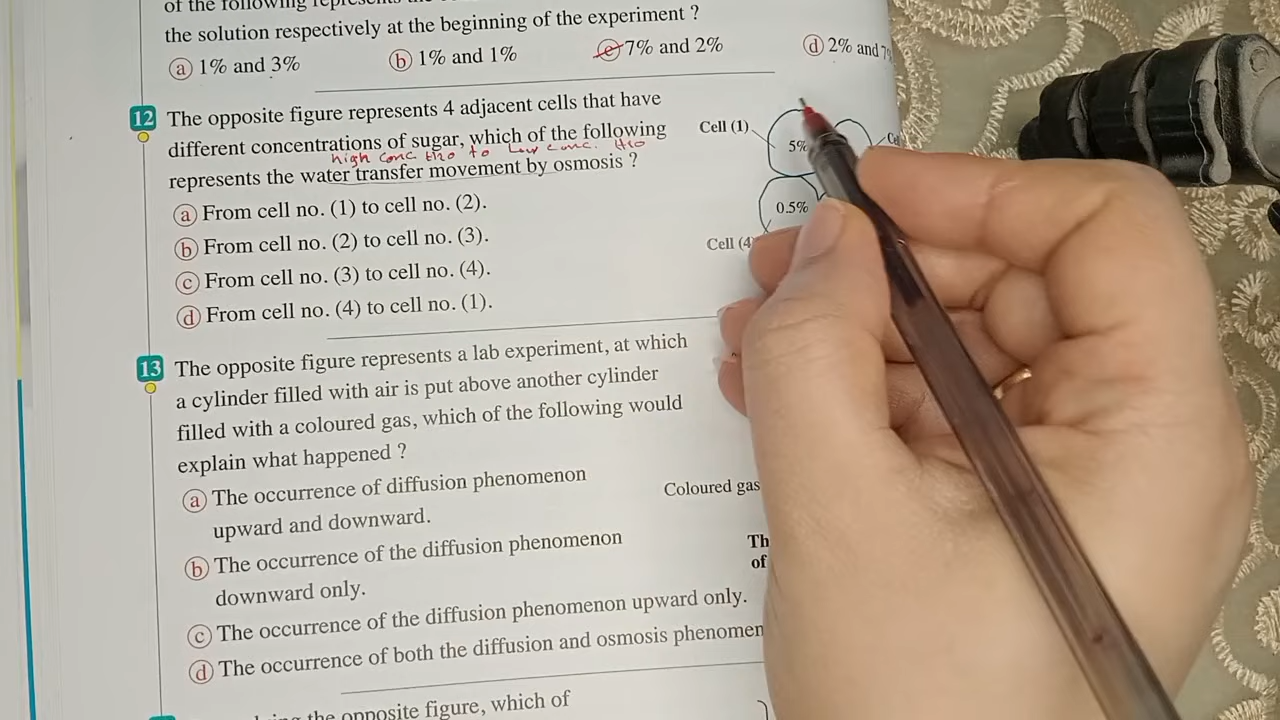 of the following represents the
the solution respectively at the beginning of the experiment ?
a 1% and 3%
b 1% and 1%
c 7% and 2%
d 2% and 7%
12 The opposite figure represents 4 adjacent cells that have
different concentrations of sugar, which of the following
high conc H2O to low conc. H2O
represents the water transfer movement by osmosis ?
a From cell no. (1) to cell no. (2).
b From cell no. (2) to cell no. (3).
c From cell no. (3) to cell no. (4).
d From cell no. (4) to cell no. (1).
Cell (1)
5%
0.5%
Cell (4)
13 The opposite figure represents a lab experiment, at which
a cylinder filled with air is put above another cylinder
filled with a coloured gas, which of the following would
explain what happened ?
a The occurrence of diffusion phenomenon
upward and downward.
b The occurrence of the diffusion phenomenon
downward only.
c The occurrence of the diffusion phenomenon upward only.
d The occurrence of both the diffusion and osmosis phenomen
Coloured gas
Th
of
the opposite figure, which of